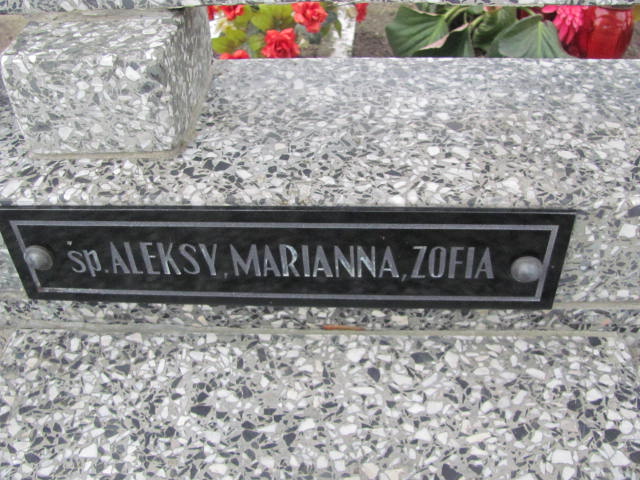 śp. ALEKSY, MARIANNA, ZOFIA